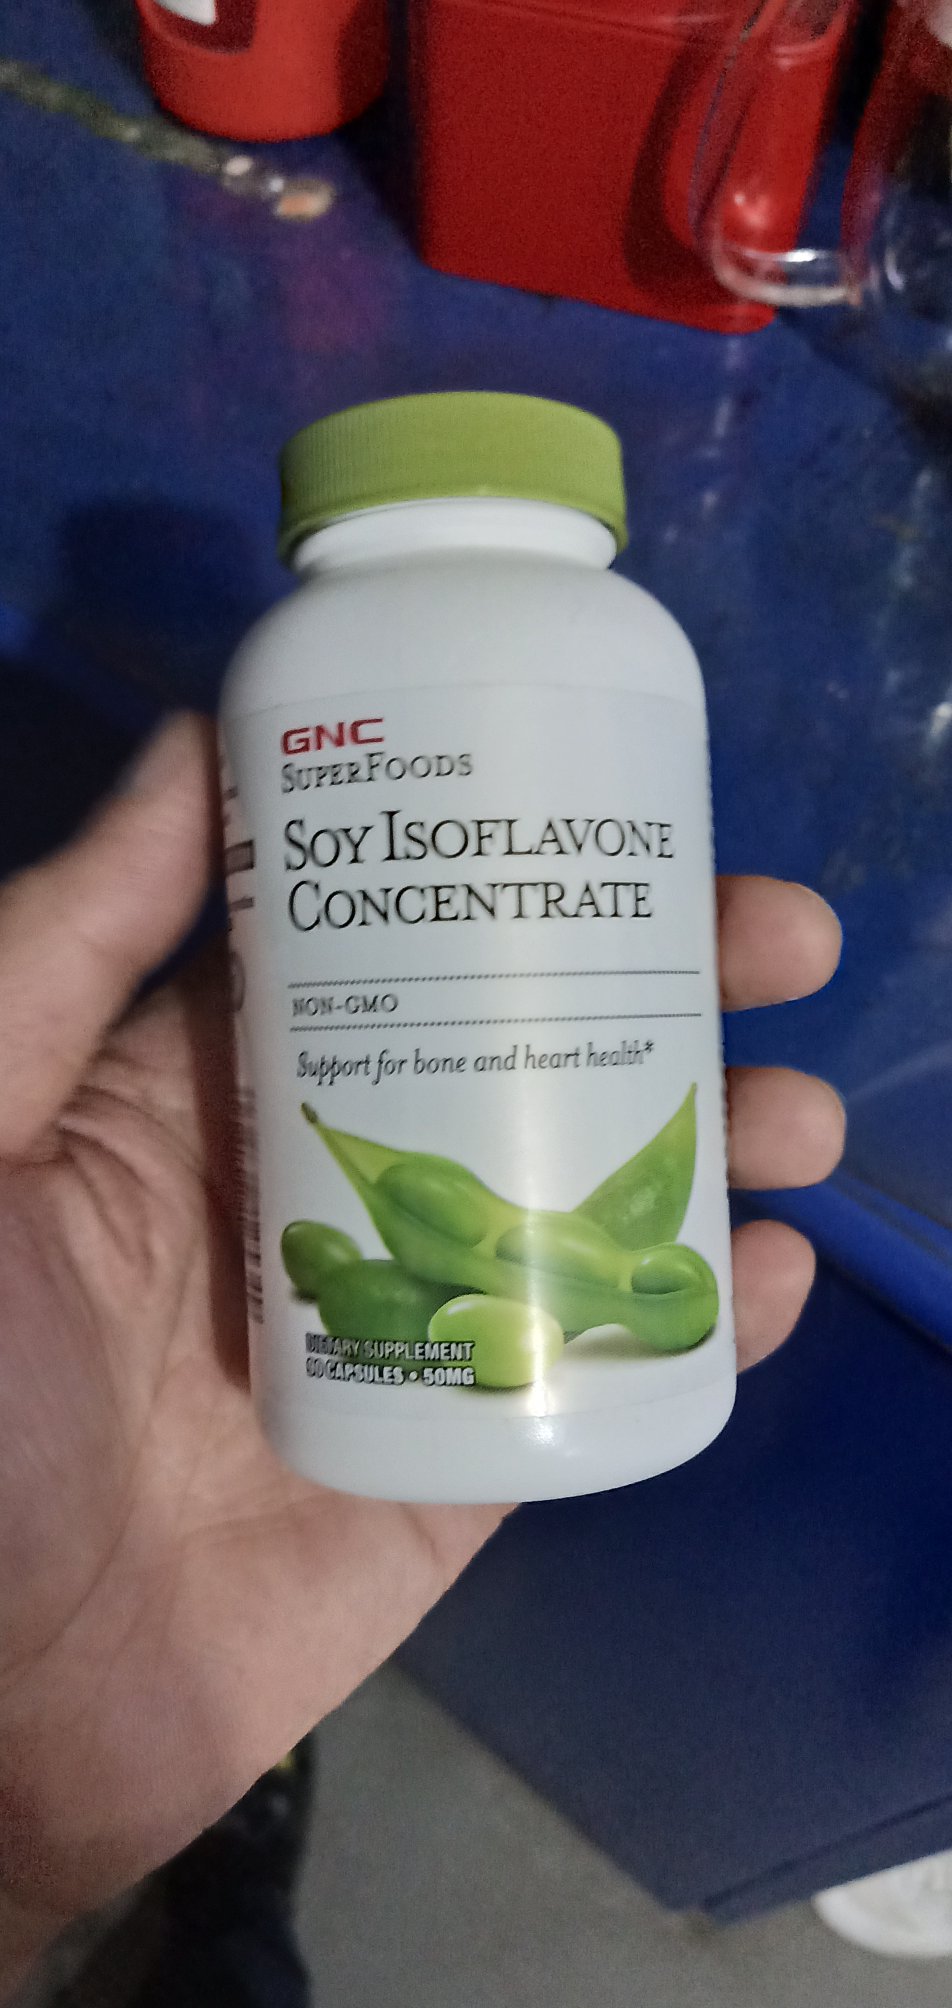 GNC
SUPERFOODS
SOY ISOFLAVONE
CONCENTRATE
NON-GMO
Support for bone and heart health*
DIETARY SUPPLEMENT
CAPSULES • 50MG